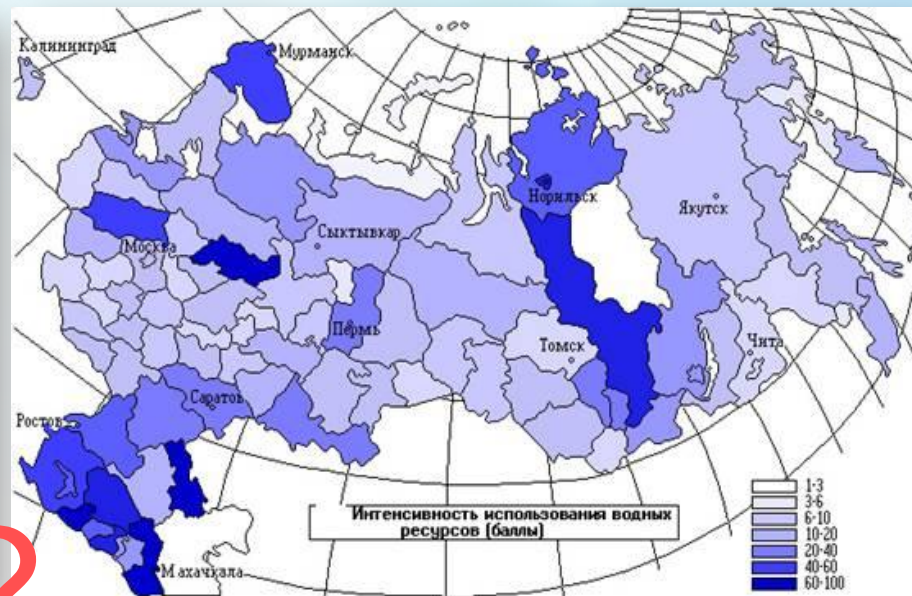 Калининград
Мурманск
Норильск
Якутск
Сыктывкар
Москва
Пермь
Томск
Чита
Саратов
Ростов
Махачкала
Интенсивность использования водных
ресурсов (баллы)
1-3
3-6
6-10
10-20
20-40
40-60
60-100